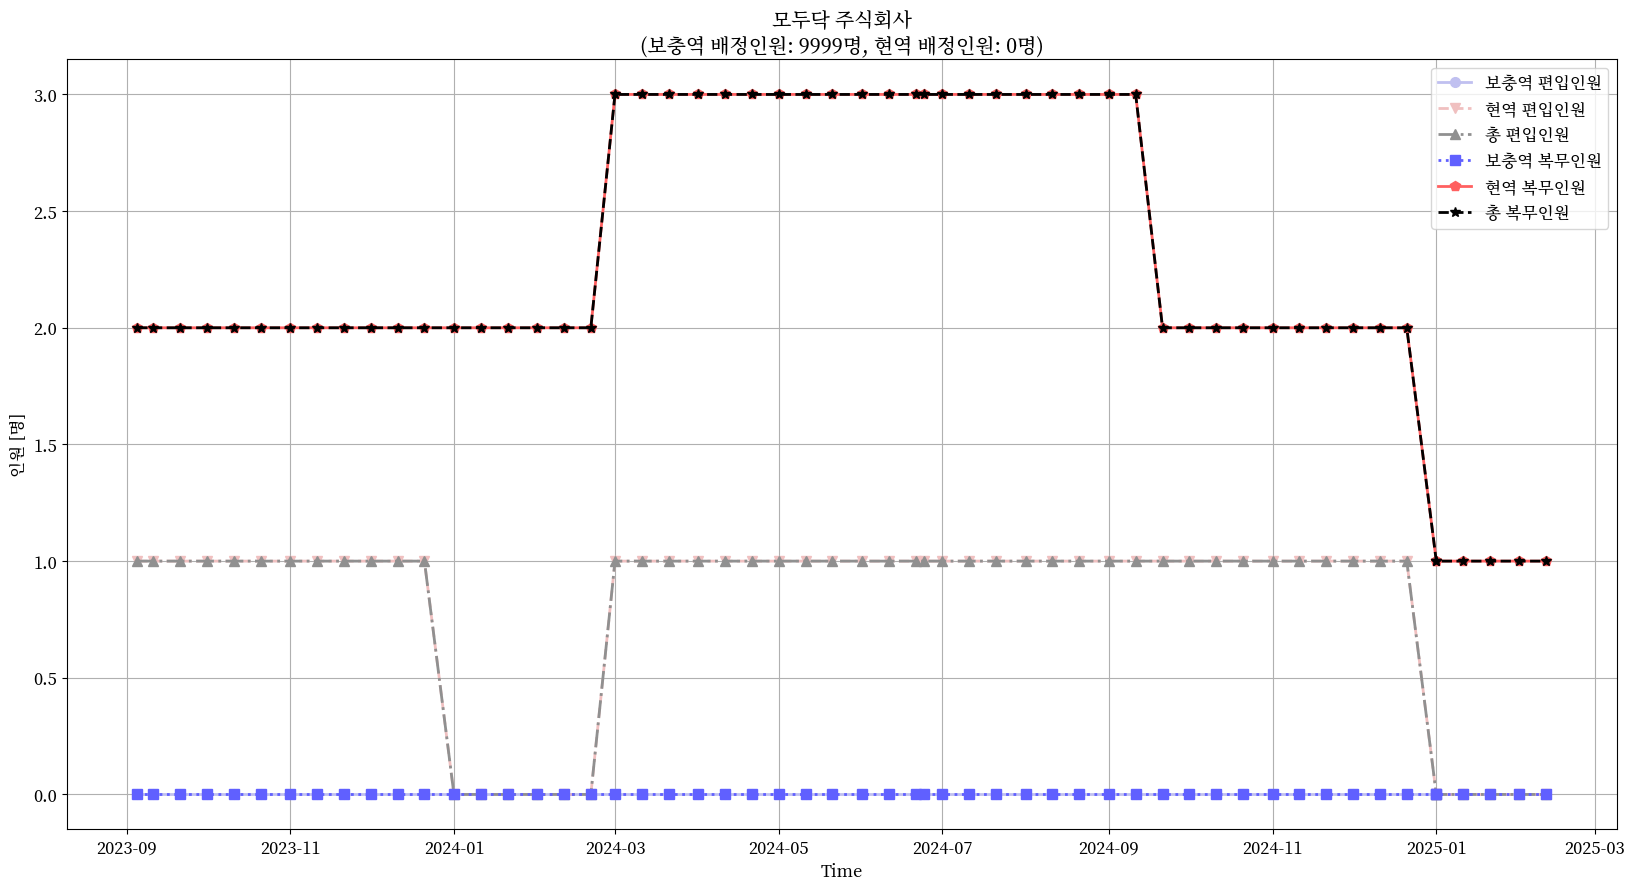 모두닥 주식회사
(보충역 배정인원: 9999명, 현역 배정인원: 0명)
보충역 편입인원
현역 편입인원
총 편입인원
보충역 복무인원
현역 복무인원
총 복무인원
인원 [명]
3.0
2.5
2.0
1.5
1.0
0.5
0.0
2023-09
2023-11
2024-01
2024-03
2024-05
2024-07
2024-09
2024-11
2025-01
2025-03
Time